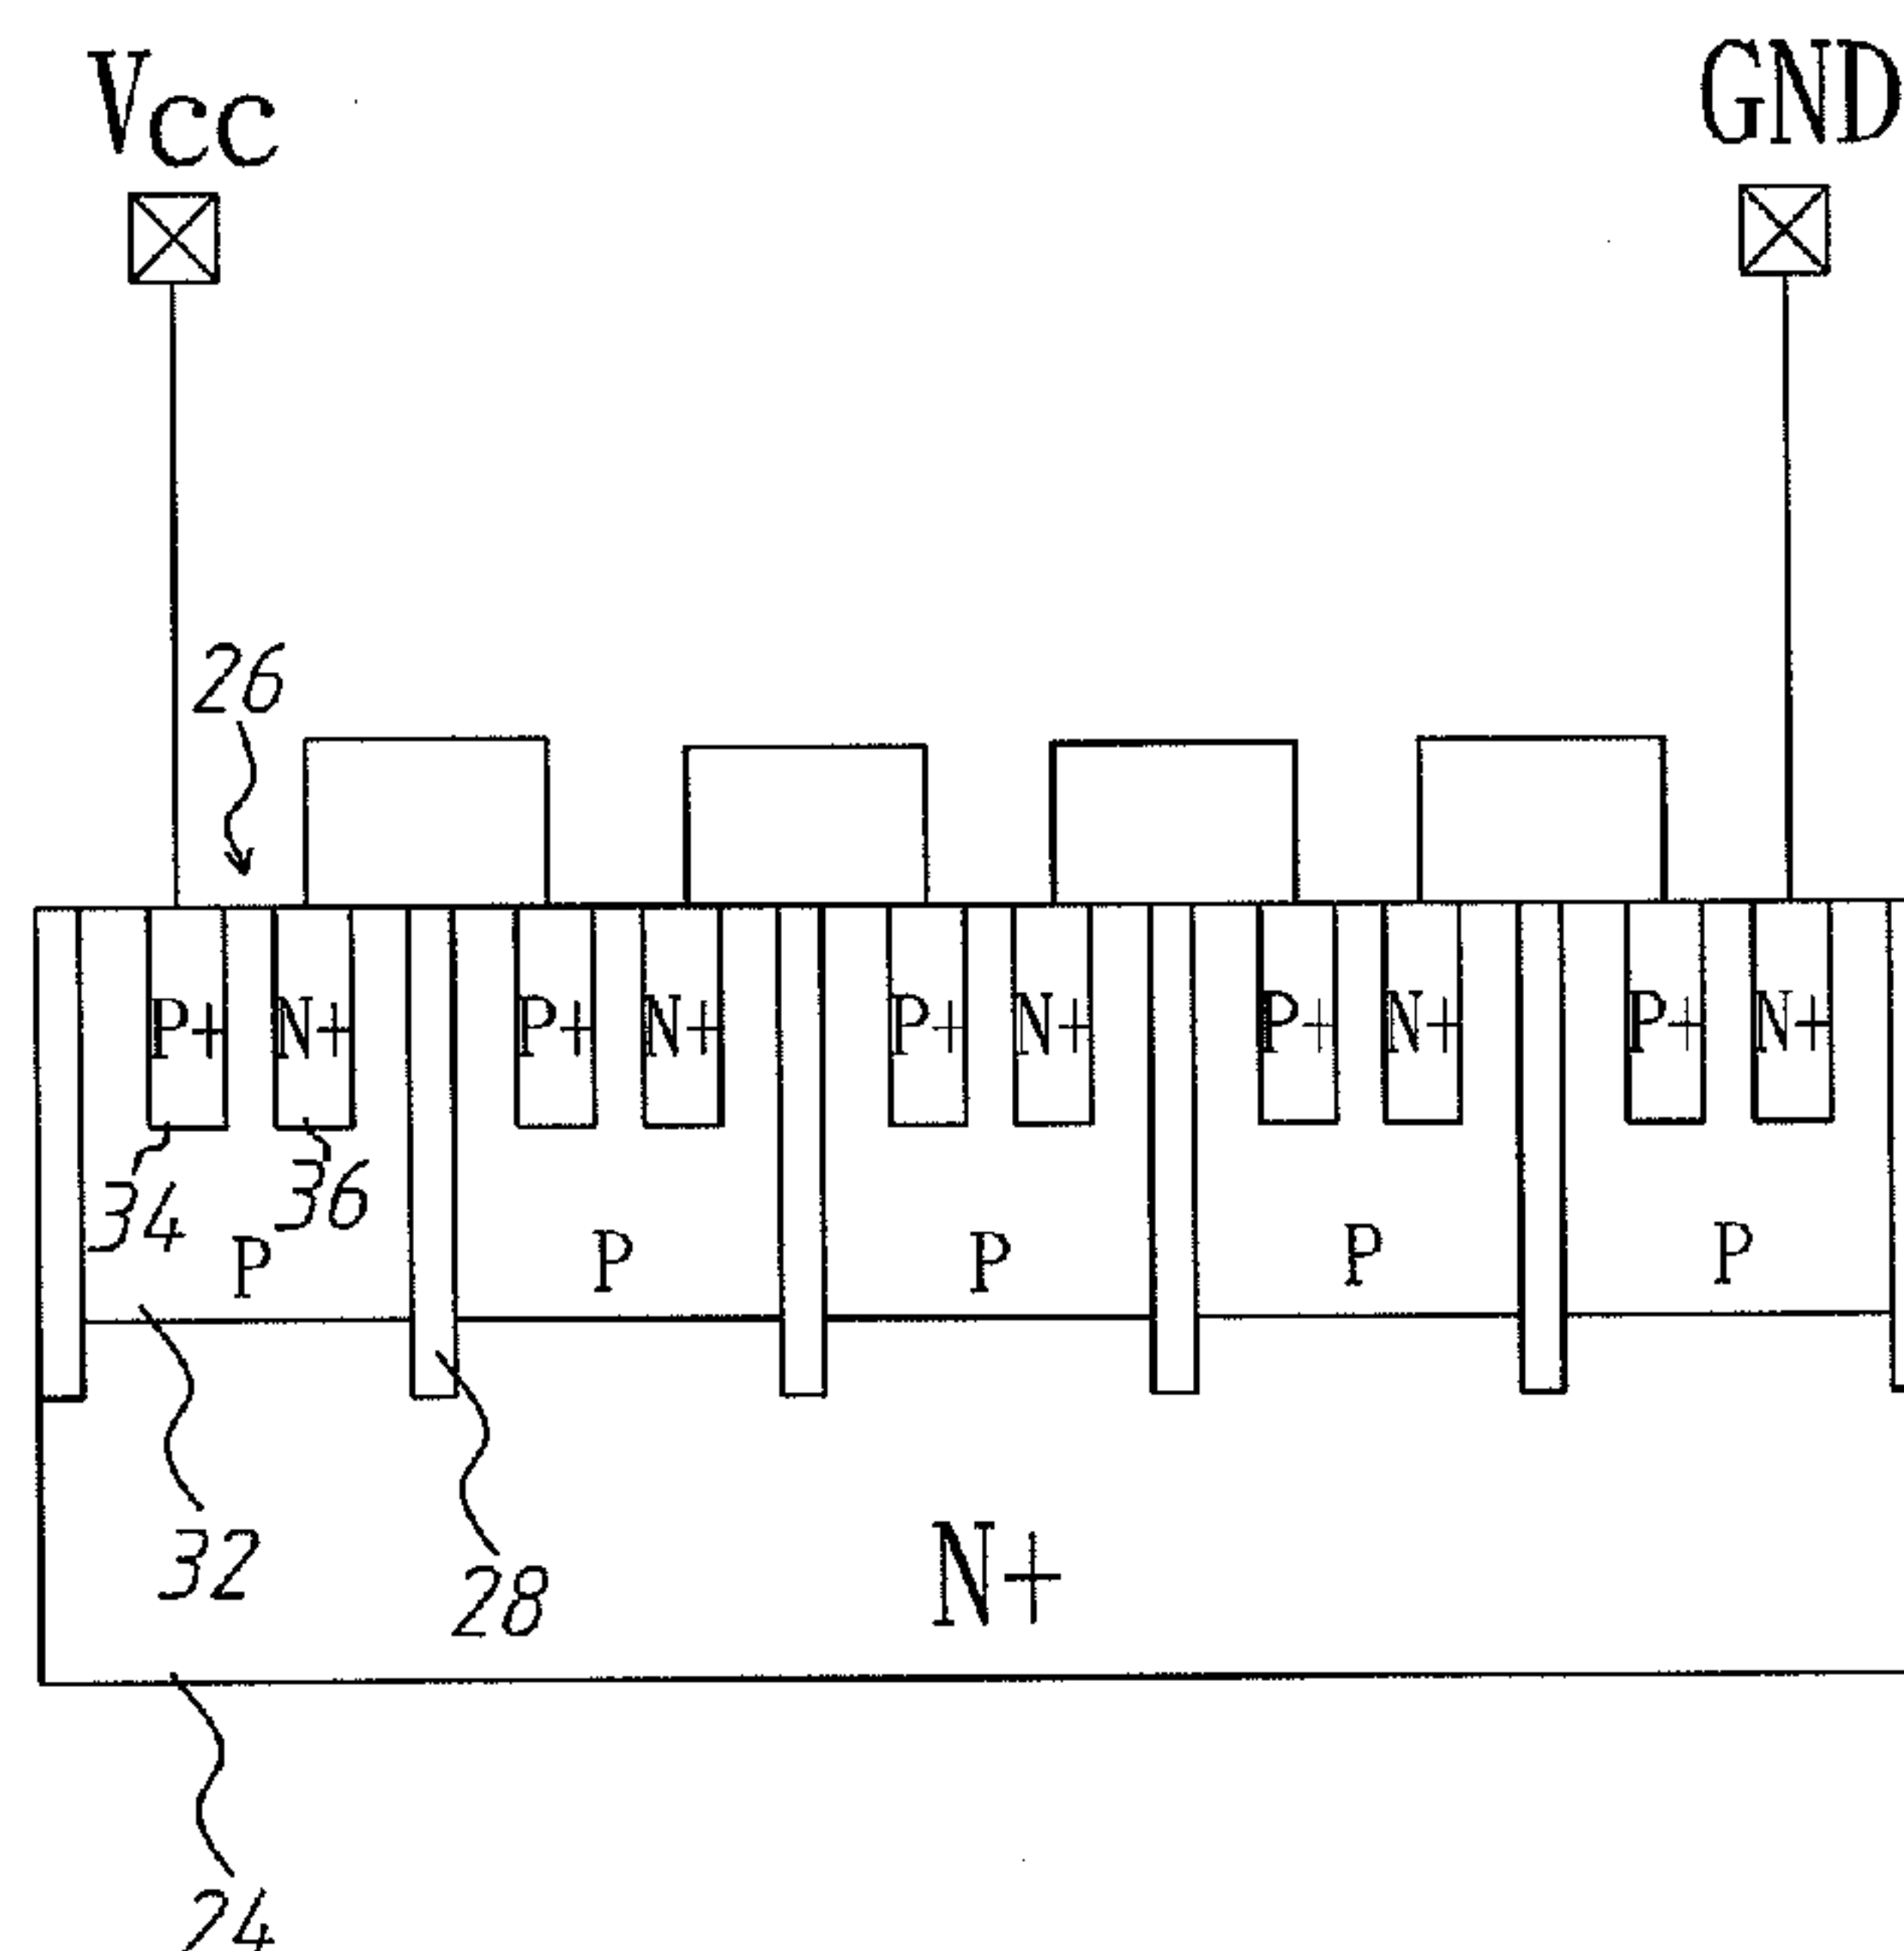 Vcc
GND
26
P+ N+ P+ N+ P+ N+ P+ N+ P+ N+
34 36
P P P P P
32 28 N+
24